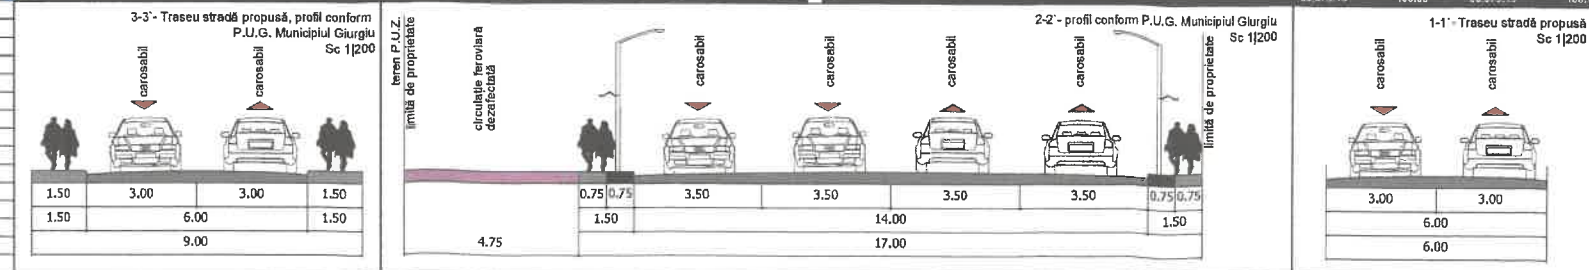 3-3`- Traseu stradă propusă, profil conform
P.U.G. Municipiul Giurgiu
Sc 1|200
carosabil
carosabil
1.50
3.00
3.00
1.50
1.50
6.00
1.50
9.00
teren P.U.Z.
limită de proprietate
circulație feroviară
dezafectată
2-2`- profil conform P.U.G. Municipiul Giurgiu
Sc 1|200
carosabil
carosabil
carosabil
carosabil
limită de proprietate
0.75
0.75
3.50
3.50
3.50
3.50
0.75
0.75
1.50
14.00
1.50
4.75
17.00
1-1`- Traseu stradă propusă
Sc 1|200
carosabil
carosabil
3.00
3.00
6.00
6.00